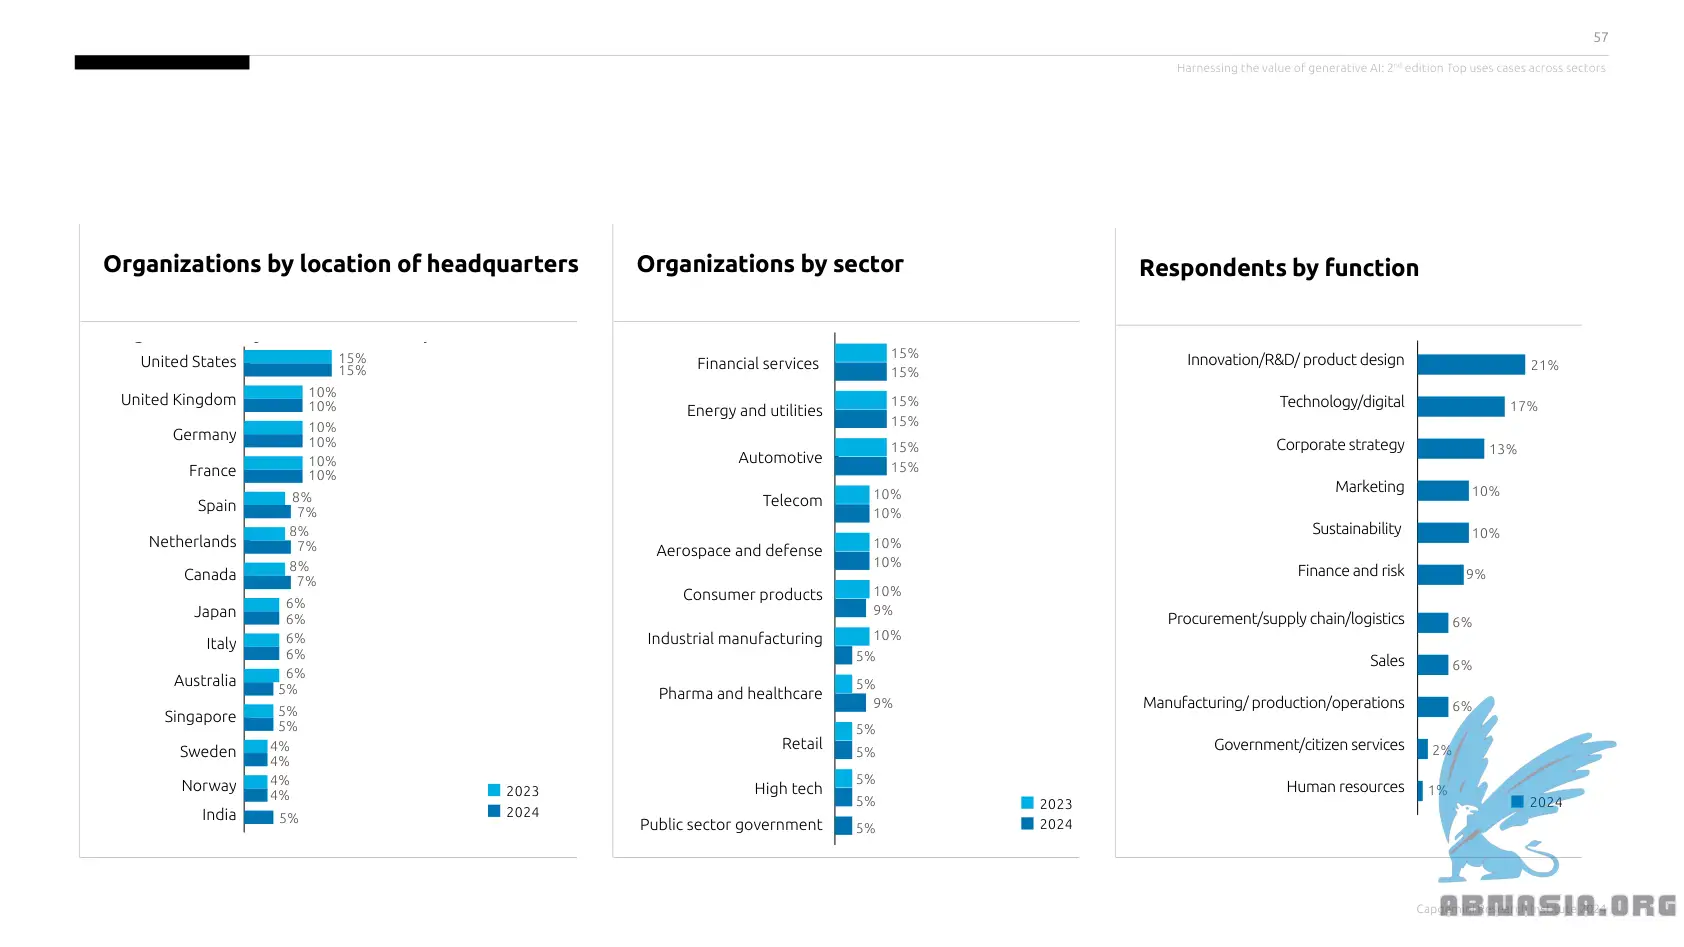 57
Harnessing the value of generative AI: 2nd edition Top uses cases across sectors
Organizations by location of headquarters
United States 15% 15%
United Kingdom 10% 10%
Germany 10% 10%
France 10% 10%
Spain 8% 7%
Netherlands 8% 7%
Canada 8% 7%
Japan 6% 6%
Italy 6% 6%
Australia 6% 5%
Singapore 5% 5%
Sweden 4% 4%
Norway 4% 4%
India 5%
2023
2024
Organizations by sector
Financial services 15% 15%
Energy and utilities 15% 15%
Automotive 15% 15%
Telecom 10% 10%
Aerospace and defense 10% 10%
Consumer products 10% 9%
Industrial manufacturing 10% 5%
Pharma and healthcare 5% 9%
Retail 5% 5%
High tech 5% 5%
Public sector government 5%
2023
2024
Respondents by function
Innovation/R&D/ product design 21%
Technology/digital 17%
Corporate strategy 13%
Marketing 10%
Sustainability 10%
Finance and risk 9%
Procurement/supply chain/logistics 6%
Sales 6%
Manufacturing/ production/operations 6%
Government/citizen services 2%
Human resources 1%
2024
ABNASIA.ORG